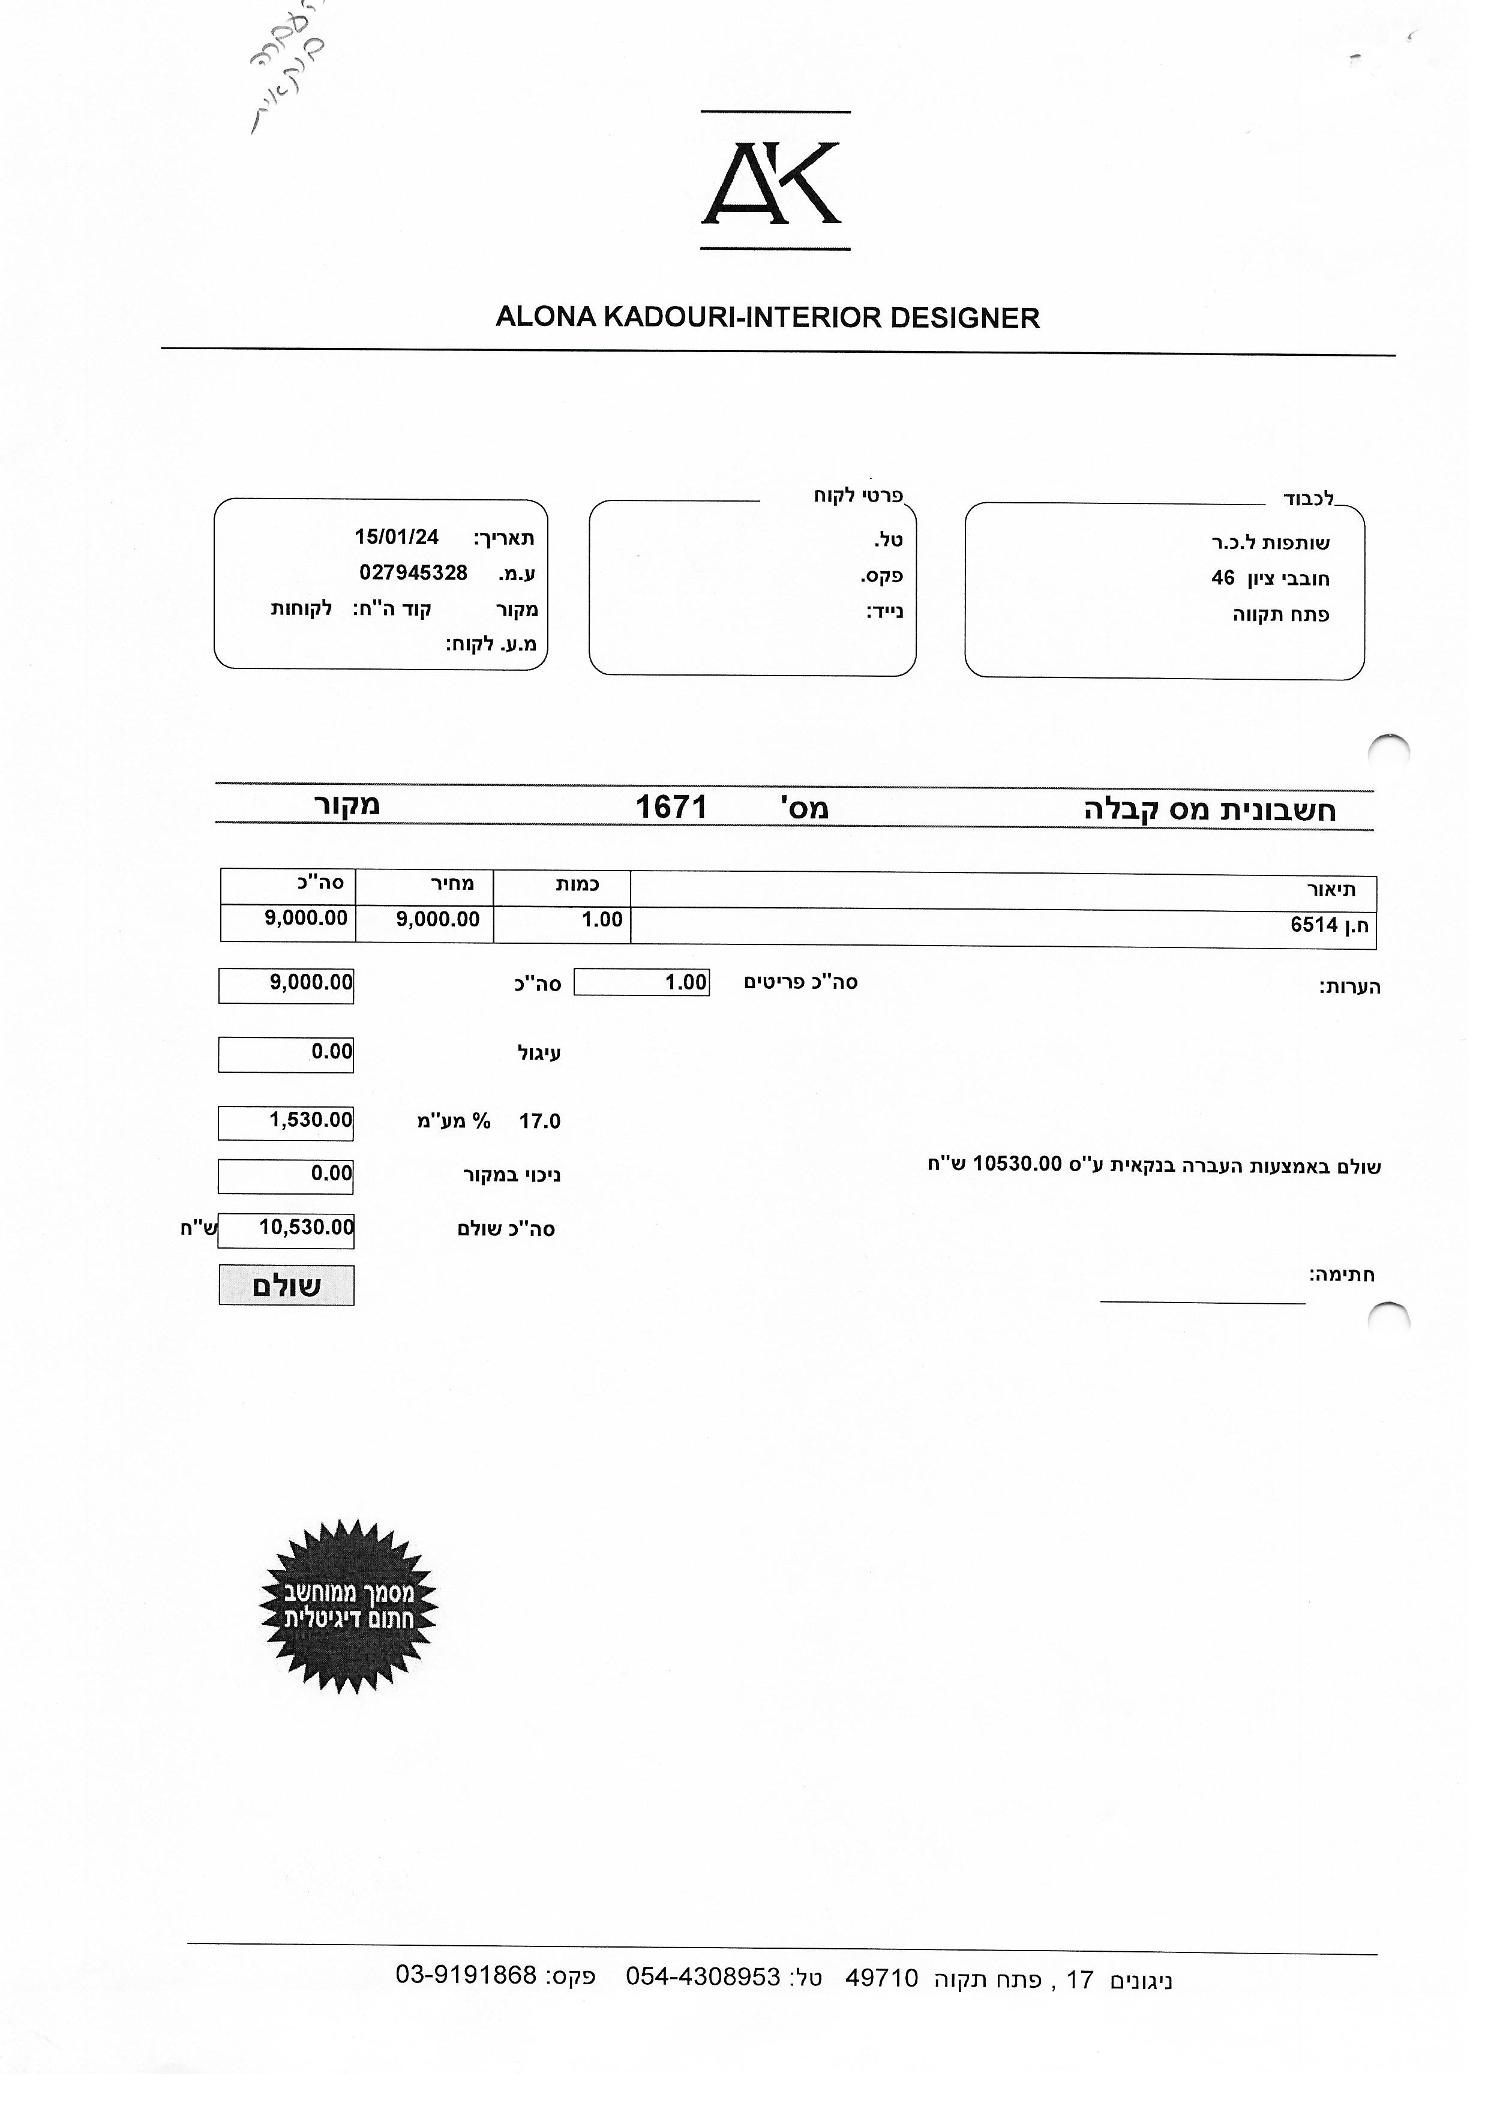 העברה
בנקאית
AK
ALONA KADOURI-INTERIOR DESIGNER
לכבוד
שותפות ל.כ.ר
חובבי ציון 46
פתח תקווה
פרטי לקוח
טל.
פקס.
נייד:
תאריך: 15/01/24
ע.מ. 027945328
מקור קוד ה"ח: לקוחות
מ.ע. לקוח:
חשבונית מס קבלה מס' 1671 מקור
תיאור כמות מחיר סה"כ
ח.ן 6514 1.00 9,000.00 9,000.00
הערות: סה"כ פריטים 1.00 סה"כ 9,000.00
עיגול 0.00
17.0 % מע"מ 1,530.00
שולם באמצעות העברה בנקאית ע"ס 10530.00 ש"ח
ניכוי במקור 0.00
סה"כ שולם 10,530.00 ש"ח
חתימה:
שולם
מסמך ממוחשב
חתום דיגיטלית
ניגונים 17 , פתח תקוה 49710 טל: 054-4308953 פקס: 03-9191868